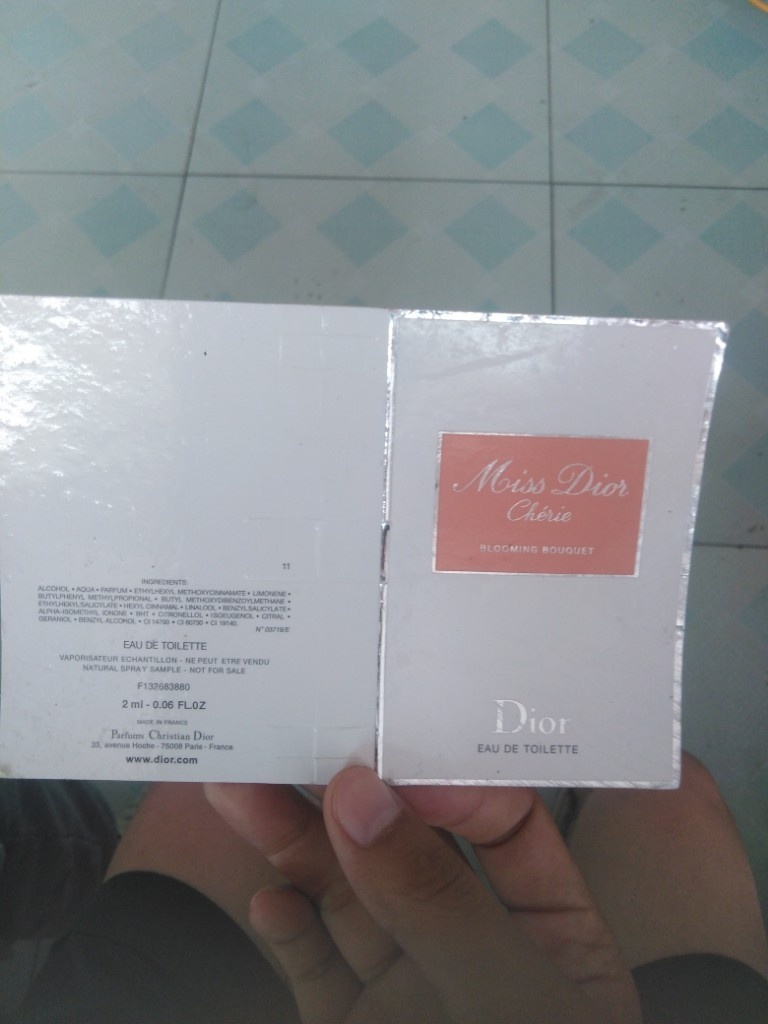 11
INGREDIENTS:
ALCOHOL • AQUA • PARFUM • ETHYLHEXYL METHOXYCINNAMATE • LIMONENE •
BUTYLPHENYL METHYLPROPIONAL • BUTYL METHOXYDIBENZOYLMETHANE •
ETHYLHEXYL SALICYLATE • HEXYL CINNAMAL • LINALOOL • BENZYL SALICYLATE •
ALPHA-ISOMETHYL IONONE • BHT • CITRONELLOL • ISOEUGENOL • CITRAL •
GERANIOL • BENZYL ALCOHOL • CI 14700 • CI 60730 • CI 19140.
N° 03719/E
EAU DE TOILETTE
VAPORISATEUR ECHANTILLON - NE PEUT ETRE VENDU
NATURAL SPRAY SAMPLE - NOT FOR SALE
F132683880
2 ml - 0.06 FL.OZ
MADE IN FRANCE
Parfums Christian Dior
33, avenue Hoche - 75008 Paris - France
www.dior.com
Miss Dior
Chérie
BLOOMING BOUQUET
Dior
EAU DE TOILETTE